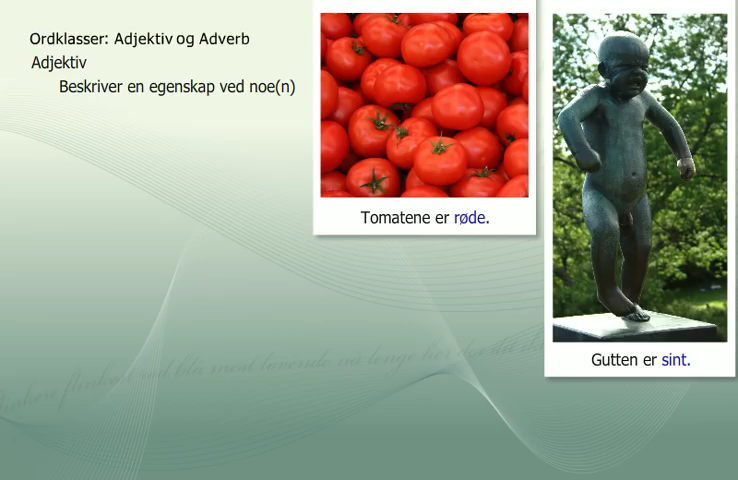 Ordklasser: Adjektiv og Adverb
Adjektiv
Beskriver en egenskap ved noe(n)
Tomatene er røde.
Gutten er sint.